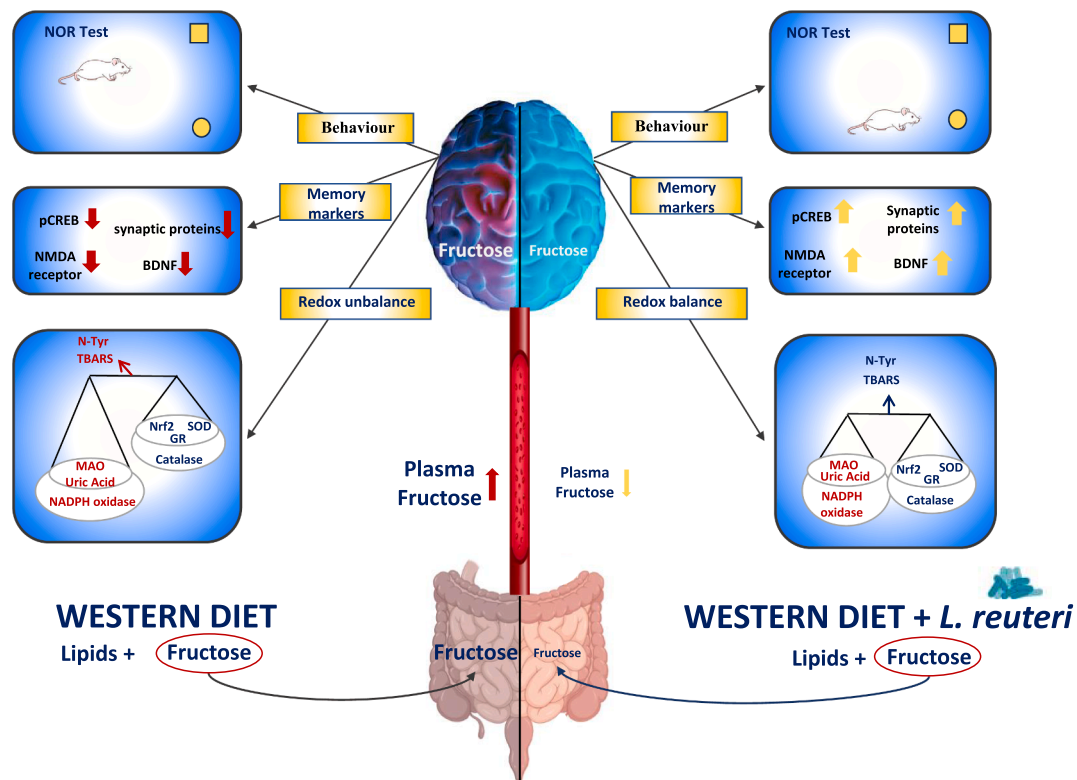 NOR Test
Behaviour
Memory
markers
pCREB
synaptic proteins
NMDA
receptor
BDNF
Redox unbalance
N-Tyr
TBARS
Nrf2 SOD
GR
Catalase
MAO
Uric Acid
NADPH oxidase
Fructose
Fructose
NOR Test
Behaviour
Memory
markers
pCREB
Synaptic
proteins
NMDA
receptor
BDNF
Redox balance
N-Tyr
TBARS
MAO
Uric Acid
NADPH
oxidase
Nrf2 SOD
GR
Catalase
Plasma
Fructose
Plasma
Fructose
WESTERN DIET
Lipids + Fructose
Fructose
Fructose
WESTERN DIET + L. reuteri
Lipids + Fructose